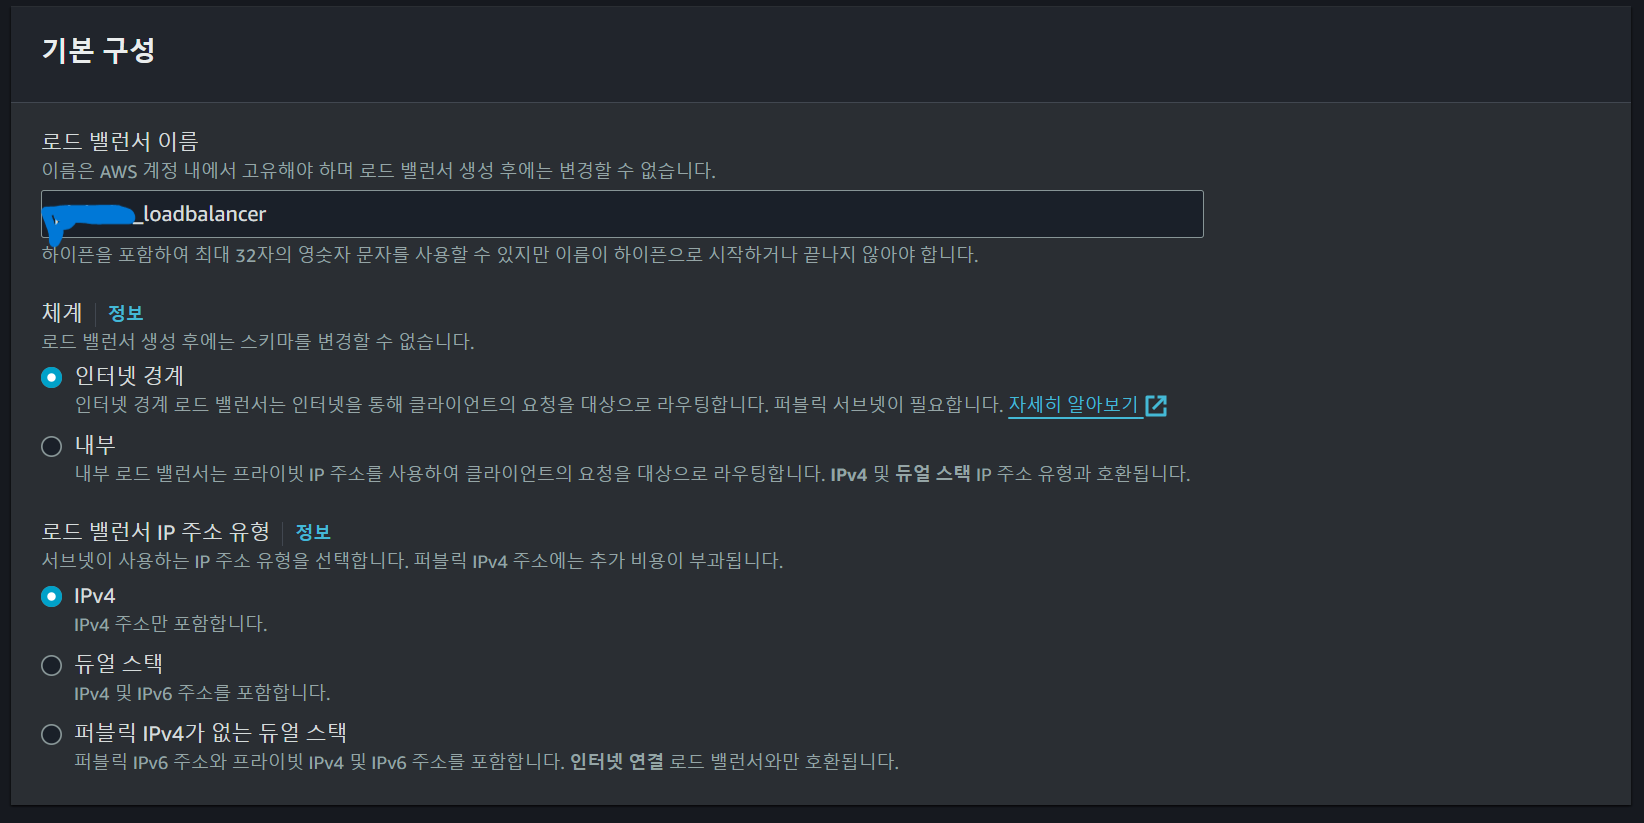 기본 구성
로드 밸런서 이름
이름은 AWS 계정 내에서 고유해야 하며 로드 밸런서 생성 후에는 변경할 수 없습니다.
_loadbalancer
하이픈을 포함하여 최대 32자의 영숫자 문자를 사용할 수 있지만 이름이 하이픈으로 시작하거나 끝나지 않아야 합니다.
체계 정보
로드 밸런서 생성 후에는 스키마를 변경할 수 없습니다.
인터넷 경계
인터넷 경계 로드 밸런서는 인터넷을 통해 클라이언트의 요청을 대상으로 라우팅합니다. 퍼블릭 서브넷이 필요합니다. 자세히 알아보기
내부
내부 로드 밸런서는 프라이빗 IP 주소를 사용하여 클라이언트의 요청을 대상으로 라우팅합니다. IPv4 및 듀얼 스택 IP 주소 유형과 호환됩니다.
로드 밸런서 IP 주소 유형 정보
서브넷이 사용하는 IP 주소 유형을 선택합니다. 퍼블릭 IPv4 주소에는 추가 비용이 부과됩니다.
IPv4
IPv4 주소만 포함합니다.
듀얼 스택
IPv4 및 IPv6 주소를 포함합니다.
퍼블릭 IPv4가 없는 듀얼 스택
퍼블릭 IPv6 주소와 프라이빗 IPv4 및 IPv6 주소를 포함합니다. 인터넷 연결 로드 밸런서와만 호환됩니다.